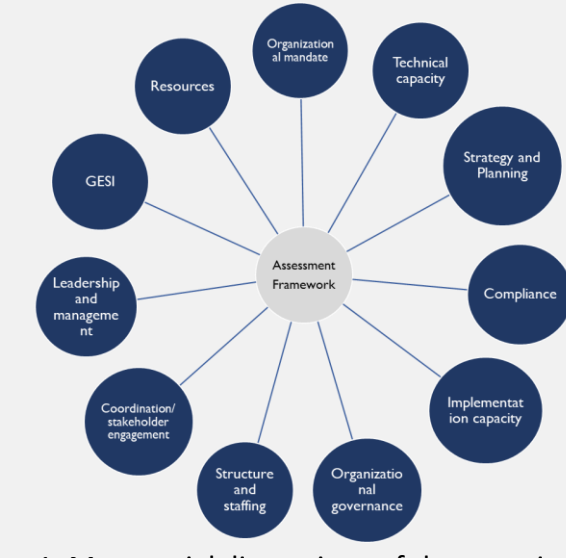 Organization
al mandate
Technical
capacity
Strategy and
Planning
Compliance
Implementat
ion capacity
Organizatio
nal
governance
Structure
and
staffing
Coordination/
stakeholder
engagement
Leadership
and
manageme
nt
GESI
Resources
Assessment
Framework